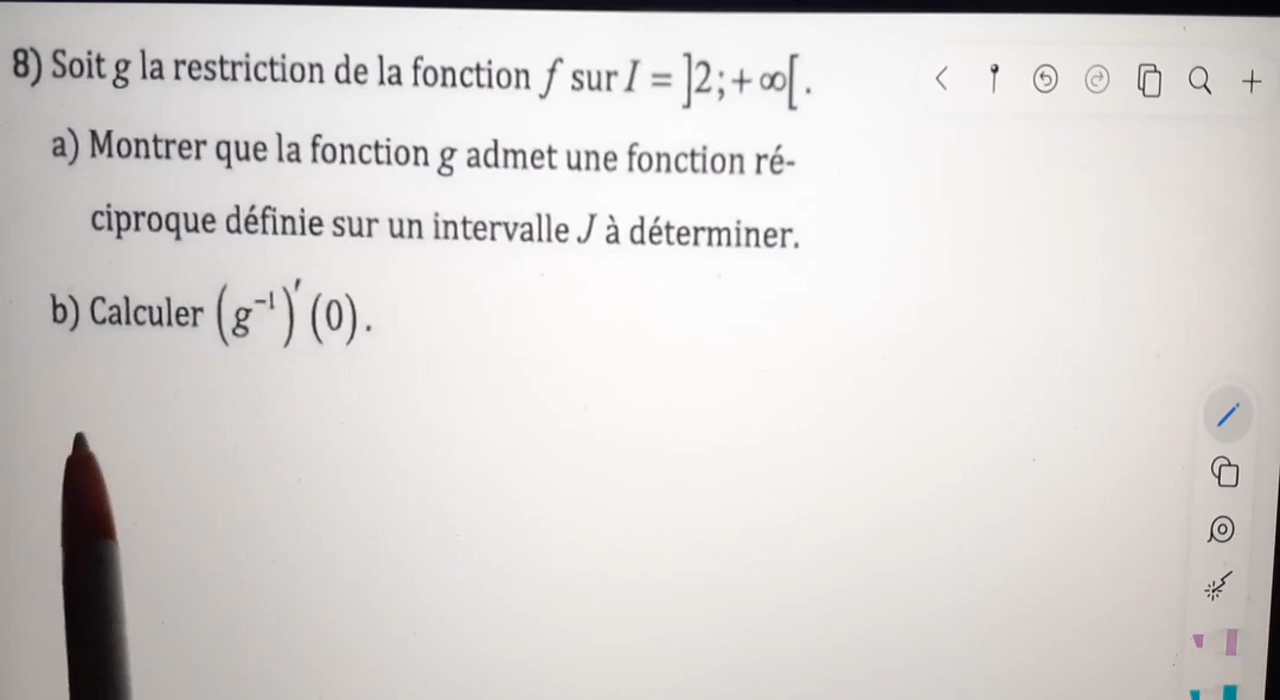 8) Soit g la restriction de la fonction f sur I = ]2;+∞[.
a) Montrer que la fonction g admet une fonction ré-
ciproque définie sur un intervalle J à déterminer.
b) Calculer (g⁻¹)′(0).